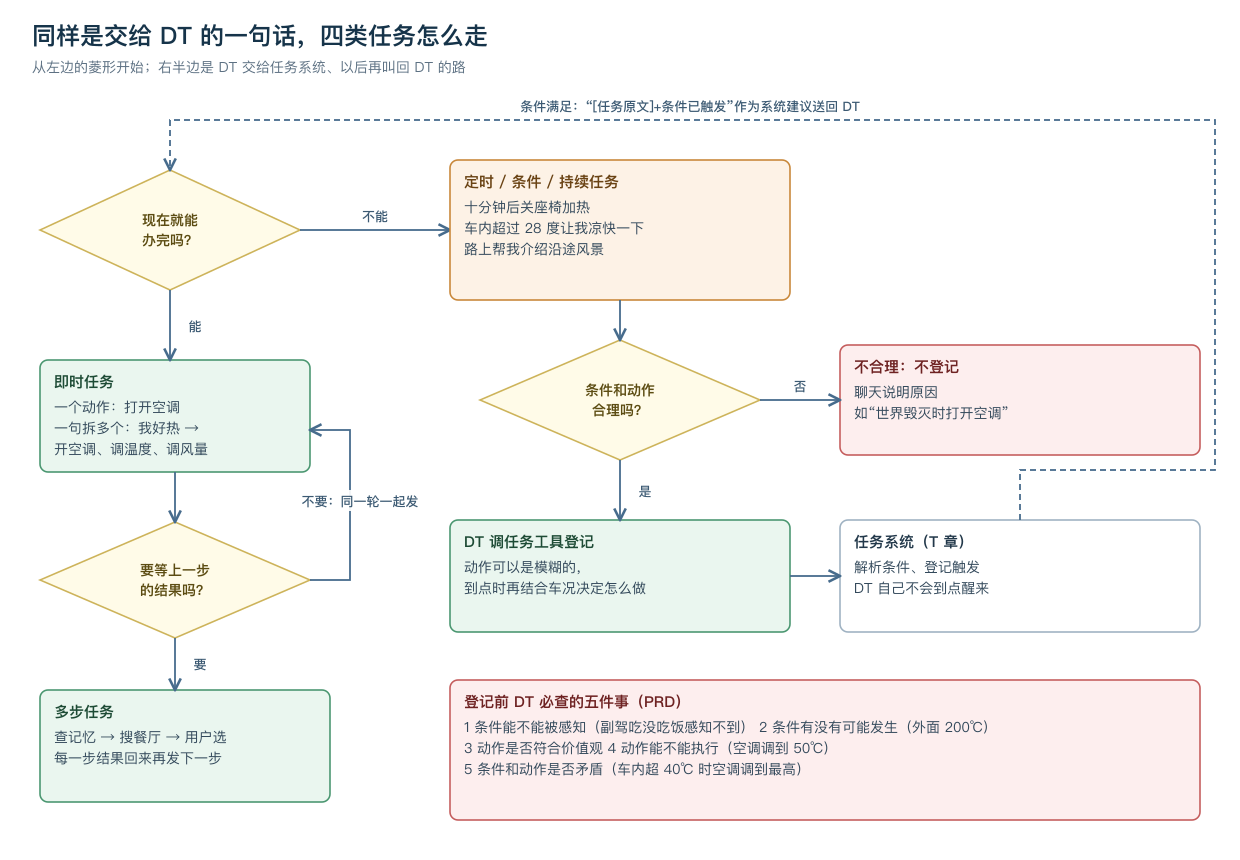 同样是交给 DT 的一句话，四类任务怎么走
从左边的菱形开始；右半边是 DT 交给任务系统、以后再叫回 DT 的路
条件满足：“[任务原文]+条件已触发”作为系统建议送回 DT
现在就能
办完吗？
不能
定时 / 条件 / 持续任务
十分钟后关座椅加热
车内超过 28 度让我凉快一下
路上帮我介绍沿途风景
能
即时任务
一个动作：打开空调
一句拆多个：我好热 →
开空调、调温度、调风量
条件和动作
合理吗？
否
不合理：不登记
聊天说明原因
如“世界毁灭时打开空调”
不要：同一轮一起发
是
要等上一步
的结果吗？
DT 调任务工具登记
动作可以是模糊的，
到点时再结合车况决定怎么做
任务系统（T 章）
解析条件、登记触发
DT 自己不会到点醒来
要
多步任务
查记忆 → 搜餐厅 → 用户选
每一步结果回来再发下一步
登记前 DT 必查的五件事（PRD）
1 条件能不能被感知（副驾吃没吃饭感知不到） 2 条件有没有可能发生（外面 200℃）
3 动作是否符合价值观 4 动作能不能执行（空调调到 50℃）
5 条件和动作是否矛盾（车内超 40℃ 时空调调到最高）